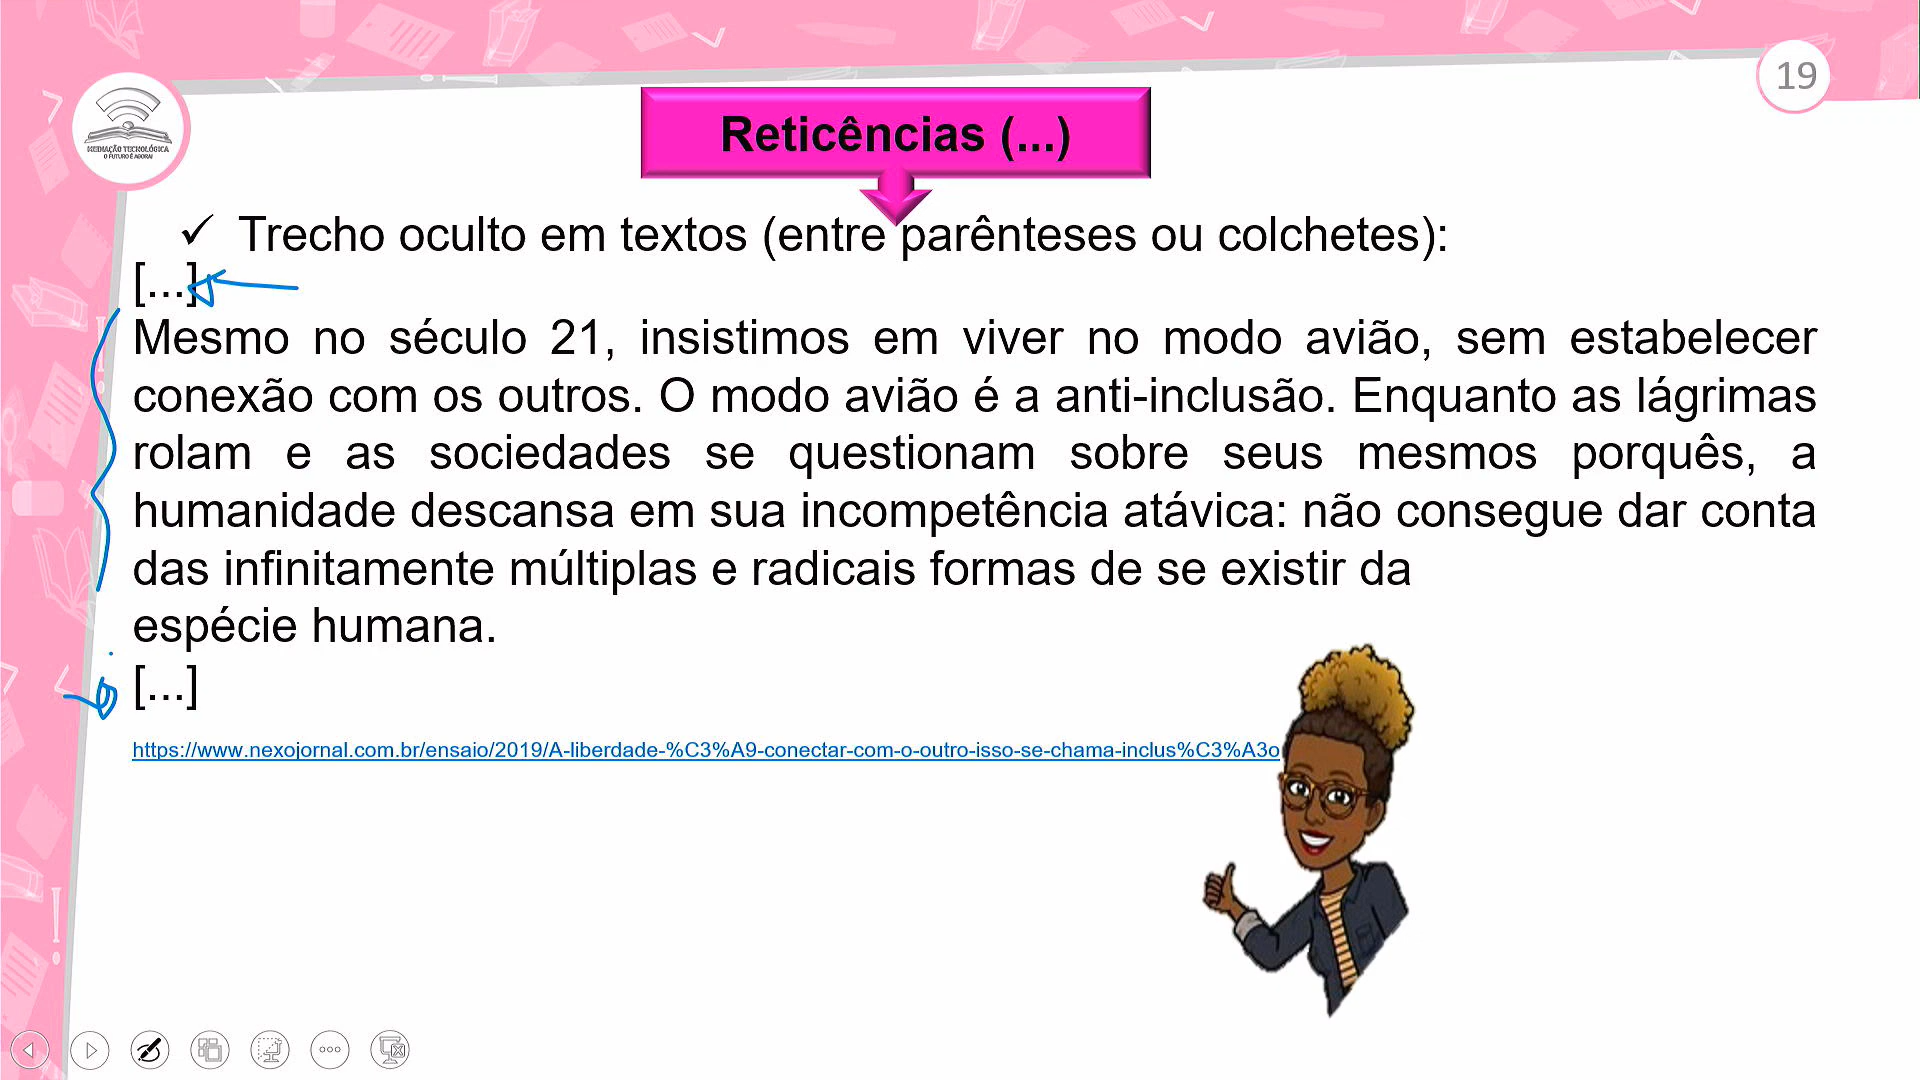 19
MEDIAÇÃO TECNOLÓGICA
O FUTURO É AGORA!
Reticências (...)
✓ Trecho oculto em textos (entre parênteses ou colchetes):
[...]
Mesmo no século 21, insistimos em viver no modo avião, sem estabelecer
conexão com os outros. O modo avião é a anti-inclusão. Enquanto as lágrimas
rolam e as sociedades se questionam sobre seus mesmos porquês, a
humanidade descansa em sua incompetência atávica: não consegue dar conta
das infinitamente múltiplas e radicais formas de se existir da
espécie humana.
[...]
https://www.nexojornal.com.br/ensaio/2019/A-liberdade-%C3%A9-conectar-com-o-outro-isso-se-chama-inclus%C3%A3o